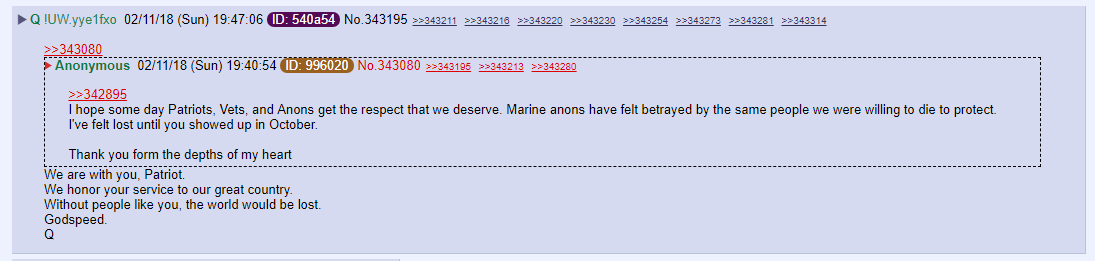 Q !UW.yye1fxo 02/11/18 (Sun) 19:47:06 ID: 540a54 No.343195 >>343211 >>343216 >>343220 >>343230 >>343254 >>343273 >>343281 >>343314
>>343080
Anonymous 02/11/18 (Sun) 19:40:54 ID: 996020 No.343080 >>343195 >>343213 >>343280
>>342895
I hope some day Patriots, Vets, and Anons get the respect that we deserve. Marine anons have felt betrayed by the same people we were willing to die to protect.
I've felt lost until you showed up in October.
Thank you form the depths of my heart
We are with you, Patriot.
We honor your service to our great country.
Without people like you, the world would be lost.
Godspeed.
Q